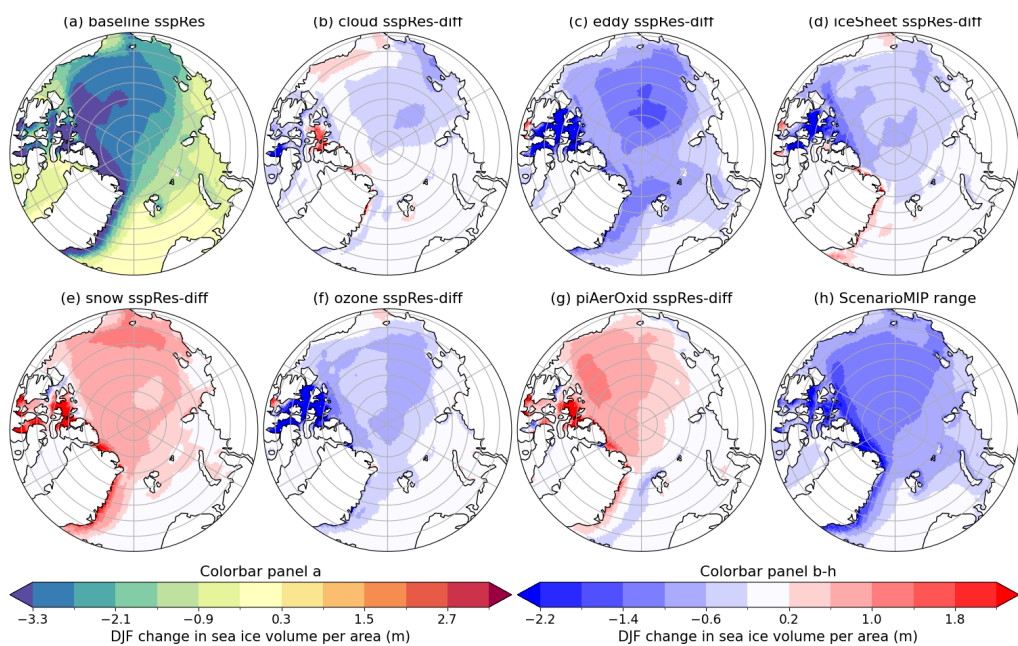 (a) baseline sspRes
(b) cloud sspRes-diff
(c) eddy sspRes-diff
(d) iceSheet sspRes-diff
(e) snow sspRes-diff
(f) ozone sspRes-diff
(g) piAerOxid sspRes-diff
(h) ScenarioMIP range
Colorbar panel a
−3.3 −2.1 −0.9 0.3 1.5 2.7
DJF change in sea ice volume per area (m)
Colorbar panel b-h
−2.2 −1.4 −0.6 0.2 1.0 1.8
DJF change in sea ice volume per area (m)